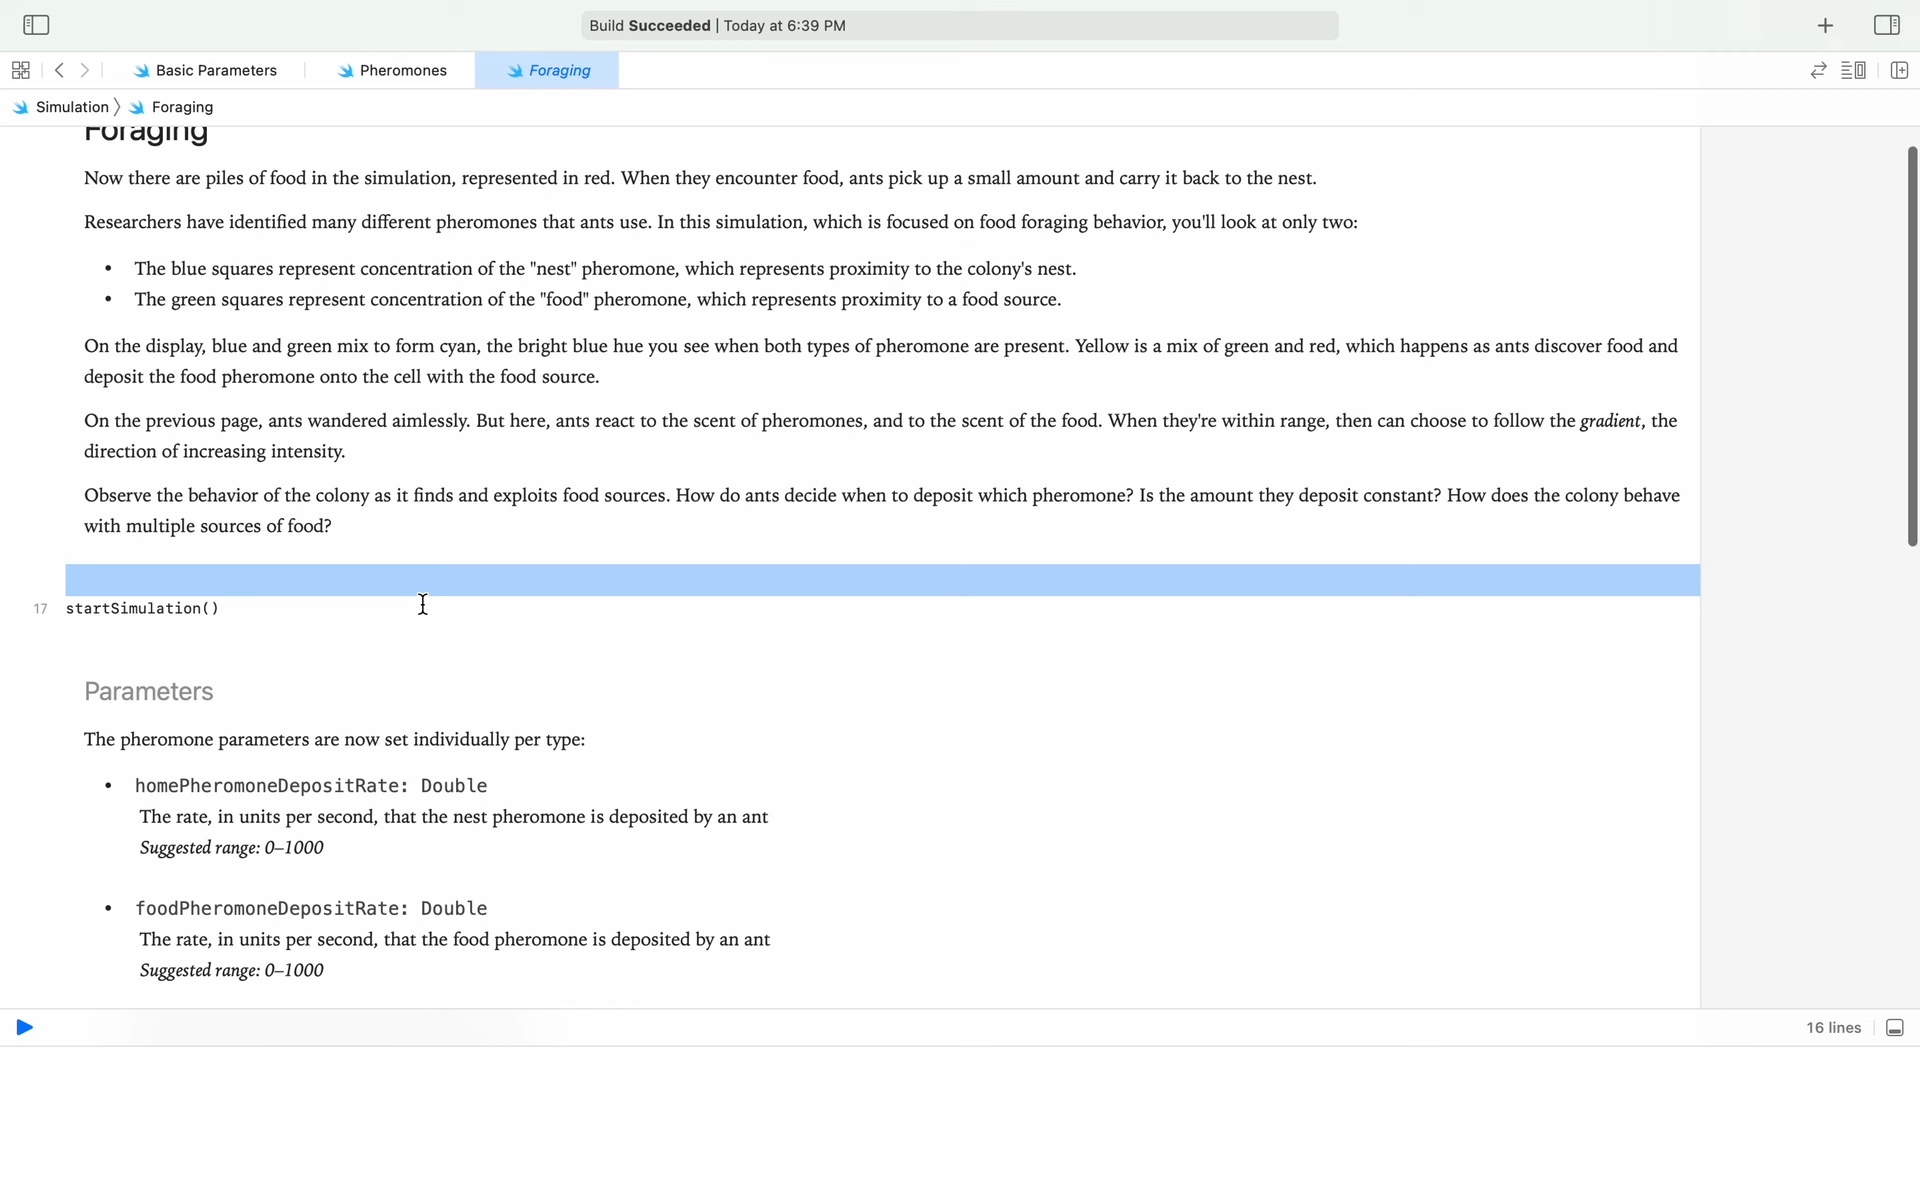 Build Succeeded | Today at 6:39 PM
Basic Parameters
Pheromones
Foraging
Simulation 〉 Foraging
Foraging
Now there are piles of food in the simulation, represented in red. When they encounter food, ants pick up a small amount and carry it back to the nest.
Researchers have identified many different pheromones that ants use. In this simulation, which is focused on food foraging behavior, you'll look at only two:
• The blue squares represent concentration of the "nest" pheromone, which represents proximity to the colony's nest.
• The green squares represent concentration of the "food" pheromone, which represents proximity to a food source.
On the display, blue and green mix to form cyan, the bright blue hue you see when both types of pheromone are present. Yellow is a mix of green and red, which happens as ants discover food and
deposit the food pheromone onto the cell with the food source.
On the previous page, ants wandered aimlessly. But here, ants react to the scent of pheromones, and to the scent of the food. When they're within range, then can choose to follow the gradient, the
direction of increasing intensity.
Observe the behavior of the colony as it finds and exploits food sources. How do ants decide when to deposit which pheromone? Is the amount they deposit constant? How does the colony behave
with multiple sources of food?
17 startSimulation()
Parameters
The pheromone parameters are now set individually per type:
• homePheromoneDepositRate: Double
The rate, in units per second, that the nest pheromone is deposited by an ant
Suggested range: 0–1000
• foodPheromoneDepositRate: Double
The rate, in units per second, that the food pheromone is deposited by an ant
Suggested range: 0–1000
16 lines